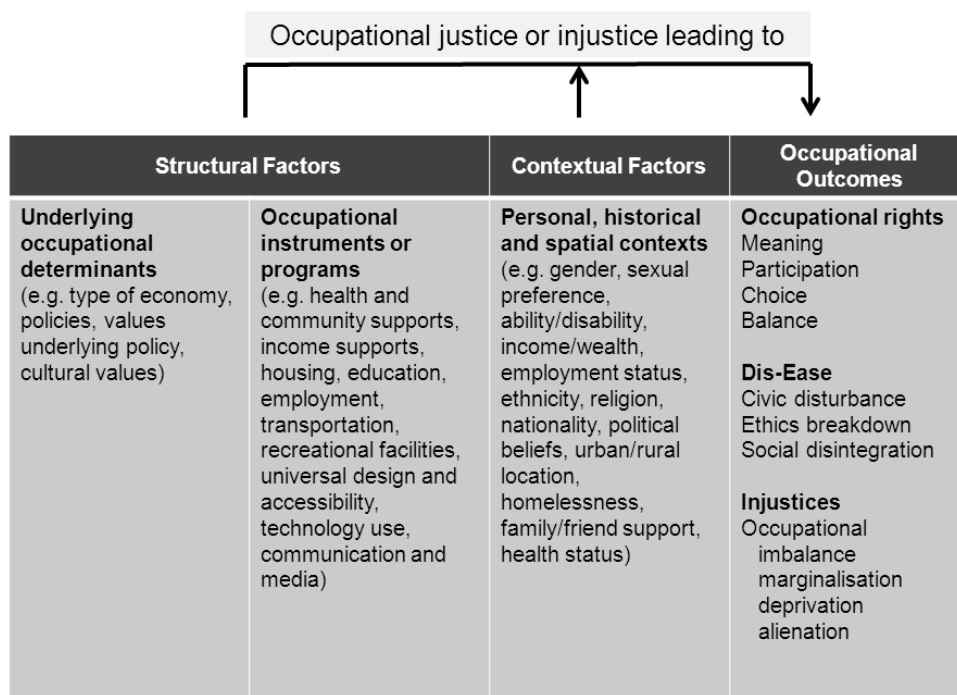 Occupational justice or injustice leading to
Structural Factors
Contextual Factors
Occupational
Outcomes
Underlying
occupational
determinants
(e.g. type of economy,
policies, values
underlying policy,
cultural values)
Occupational
instruments or
programs
(e.g. health and
community supports,
income supports,
housing, education,
employment,
transportation,
recreational facilities,
universal design and
accessibility,
technology use,
communication and
media)
Personal, historical
and spatial contexts
(e.g. gender, sexual
preference,
ability/disability,
income/wealth,
employment status,
ethnicity, religion,
nationality, political
beliefs, urban/rural
location,
homelessness,
family/friend support,
health status)
Occupational rights
Meaning
Participation
Choice
Balance
Dis-Ease
Civic disturbance
Ethics breakdown
Social disintegration
Injustices
Occupational
imbalance
marginalisation
deprivation
alienation